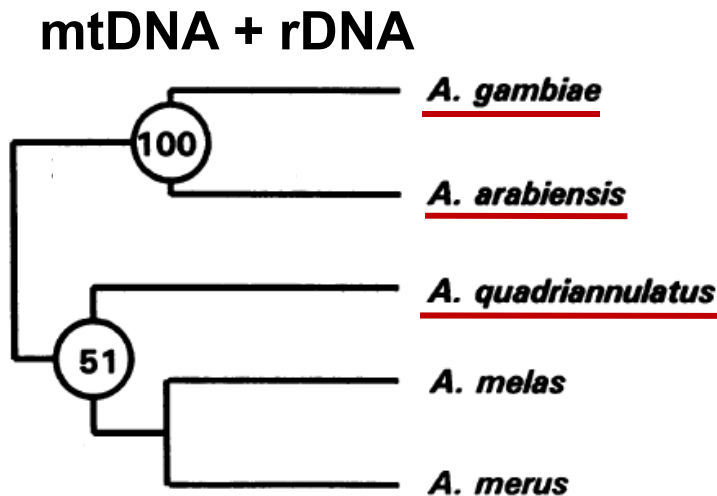 mtDNA + rDNA
A. gambiae
100
A. arabiensis
A. quadriannulatus
51
A. melas
A. merus